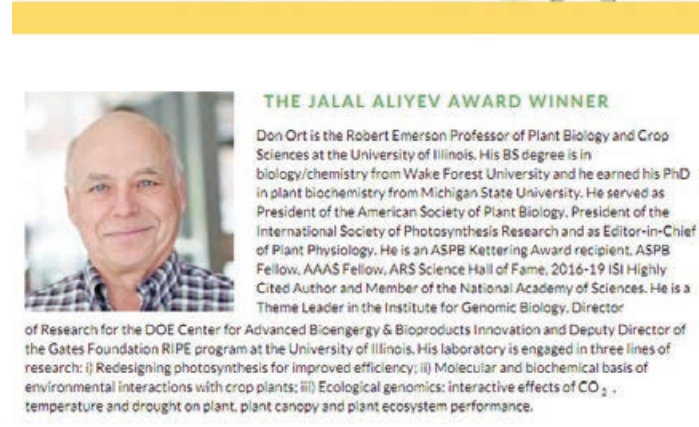 THE JALAL ALIYEV AWARD WINNER
Don Ort is the Robert Emerson Professor of Plant Biology and Crop
Sciences at the University of Illinois. His BS degree is in
biology/chemistry from Wake Forest University and he earned his PhD
in plant biochemistry from Michigan State University. He served as
President of the American Society of Plant Biology, President of the
International Society of Photosynthesis Research and as Editor-in-Chief
of Plant Physiology. He is an ASPB Kettering Award recipient, ASPB
Fellow, AAAS Fellow, ARS Science Hall of Fame, 2016-19 ISI Highly
Cited Author and Member of the National Academy of Sciences. He is a
Theme Leader in the Institute for Genomic Biology, Director
of Research for the DOE Center for Advanced Bioengergy & Bioproducts Innovation and Deputy Director of
the Gates Foundation RIPE program at the University of Illinois. His laboratory is engaged in three lines of
research: i) Redesigning photosynthesis for improved efficiency; ii) Molecular and biochemical basis of
environmental interactions with crop plants; iii) Ecological genomics: interactive effects of CO₂ ,
temperature and drought on plant, plant canopy and plant ecosystem performance.